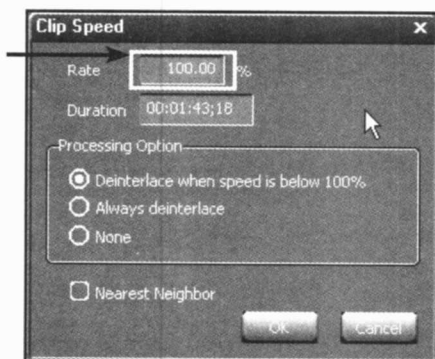 Clip Speed
Rate 100.00 %
Duration 00:01:43;18
Processing Option
Deinterlace when speed is below 100%
Always deinterlace
None
Nearest Neighbor
OK Cancel